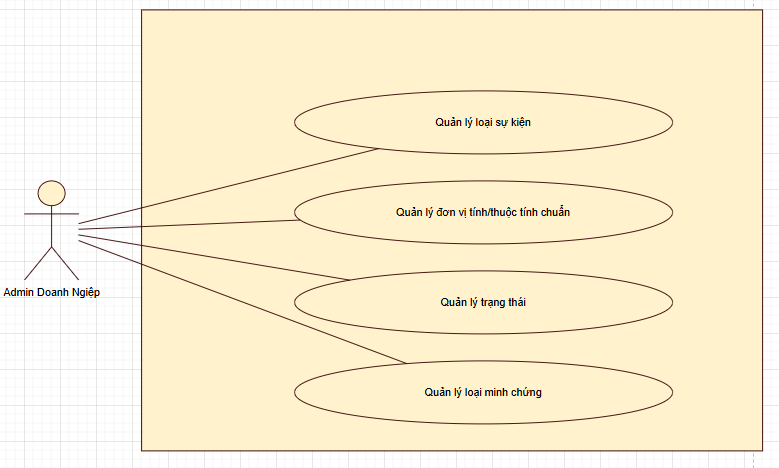 Quản lý loại sự kiện
Quản lý đơn vị tính/thuộc tính chuẩn
Quản lý trạng thái
Admin Doanh Ngiệp
Quản lý loại minh chứng